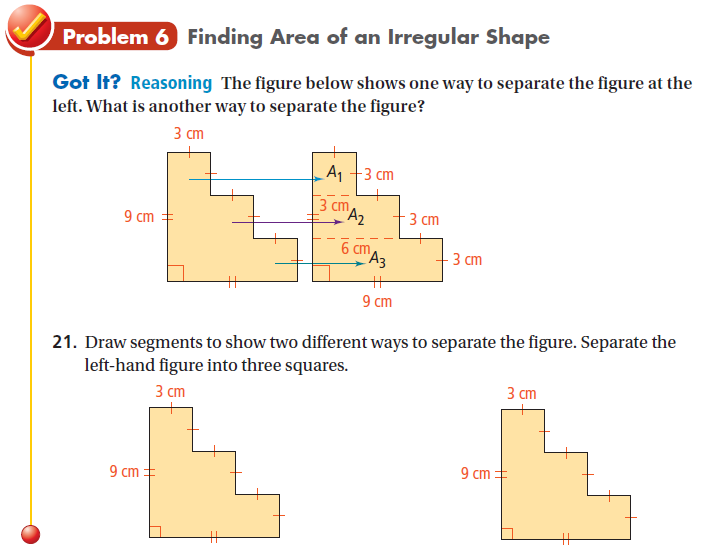 Problem 6 Finding Area of an Irregular Shape
Got It? Reasoning The figure below shows one way to separate the figure at the
left. What is another way to separate the figure?
3 cm
A1 3 cm
9 cm 3 cm A2 3 cm
6 cm A3 3 cm
9 cm
21. Draw segments to show two different ways to separate the figure. Separate the
left-hand figure into three squares.
3 cm 3 cm
9 cm 9 cm